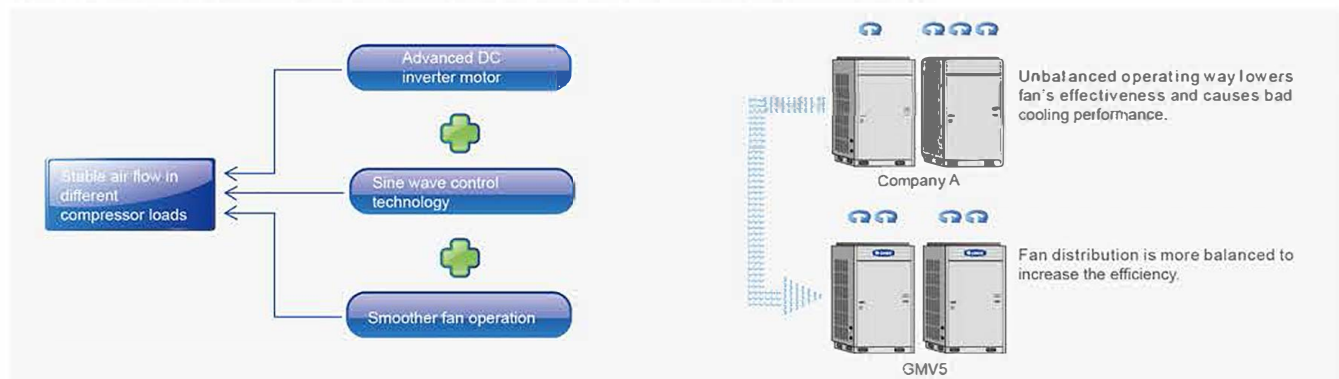 Advanced DC
inverter motor
Stable air flow in
different
compressor loads
Sine wave control
technology
Smoother fan operation
Unbalanced operating way lowers
fan's effectiveness and causes bad
cooling performance.
Company A
Fan distribution is more balanced to
increase the efficiency.
GMV5